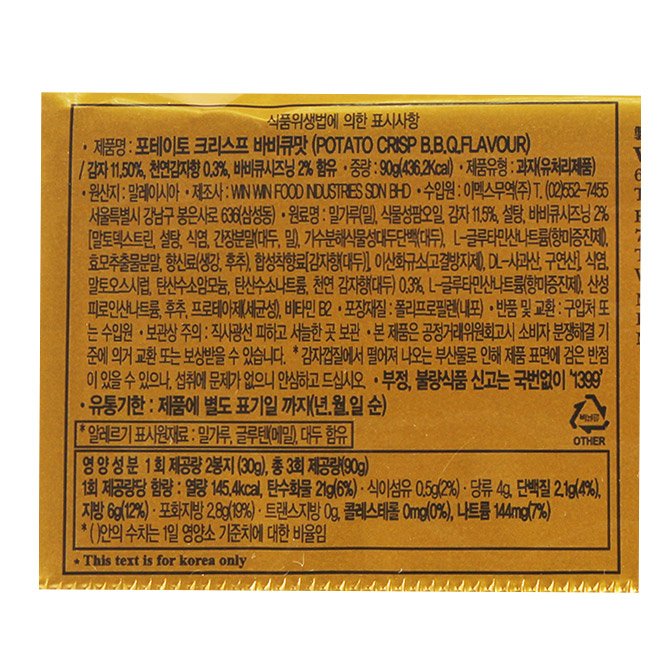 식품위생법에 의한 표시사항
• 제품명 : 포테이토 크리스프 바비큐맛 (POTATO CRISP B.B.Q.FLAVOUR)
/ 감자 11.50%, 천연감자향 0.3%, 바비큐시즈닝 2% 함유 • 중량 : 90g(436.2Kcal) • 제품유형 : 과자(유처리제품)
• 원산지 : 말레이시아 • 제조사 : WIN WIN FOOD INDUSTRIES SDN BHD • 수입원 : 이멕스무역(주) T. (02)552-7455
서울특별시 강남구 봉은사로 636(삼성동) • 원료명 : 밀가루(밀), 식물성팜오일, 감자 11.5%, 설탕, 바비큐시즈닝 2%
[말토덱스트린, 설탕, 식염, 간장분말(대두, 밀), 가수분해식물성대두단백(대두), L-글루타민산나트륨(향미증진제),
효모추출물분말, 향신료(생강, 후추), 합성착향료[감자향(대두)], 이산화규소(고결방지제), DL-사과산, 구연산], 식염,
말토오스시럽, 탄산수소암모늄, 탄산수소나트륨, 천연 감자향(대두) 0.3%, L-글루타민산나트륨(향미증진제), 산성
피로인산나트륨, 후추, 프로테아제(세균성), 비타민 B2 • 포장재질 : 폴리프로필렌(내포) • 반품 및 교환 : 구입처 또
는 수입원 • 보관상 주의 : 직사광선 피하고 서늘한 곳 보관 • 본 제품은 공정거래위원회고시 소비자 분쟁해결 기
준에 의거 교환 또는 보상받을 수 있습니다. * 감자껍질에서 떨어져 나오는 부산물로 인해 제품 표면에 검은 반점
이 있을 수 있으나, 섭취에 문제가 없으니 안심하고 드십시오. • 부정, 불량식품 신고는 국번없이 '1399'
• 유통기한 : 제품에 별도 표기일 까지(년.월.일 순)
* 알레르기 표시원재료 : 밀가루, 글루텐(메밀), 대두 함유
비닐류
OTHER
영양성분 1회 제공량 2봉지 (30g), 총 3회 제공량(90g)
1회 제공량당 함량 : 열량 145.4kcal, 탄수화물 21g(6%) • 식이섬유 0.5g(2%) • 당류 4g, 단백질 2.1g(4%),
지방 6g(12%) • 포화지방 2.8g(19%) • 트랜스지방 0g, 콜레스테롤 0mg(0%), 나트륨 144mg(7%)
* ( )안의 수치는 1일 영양소 기준치에 대한 비율임
* This text is for korea only